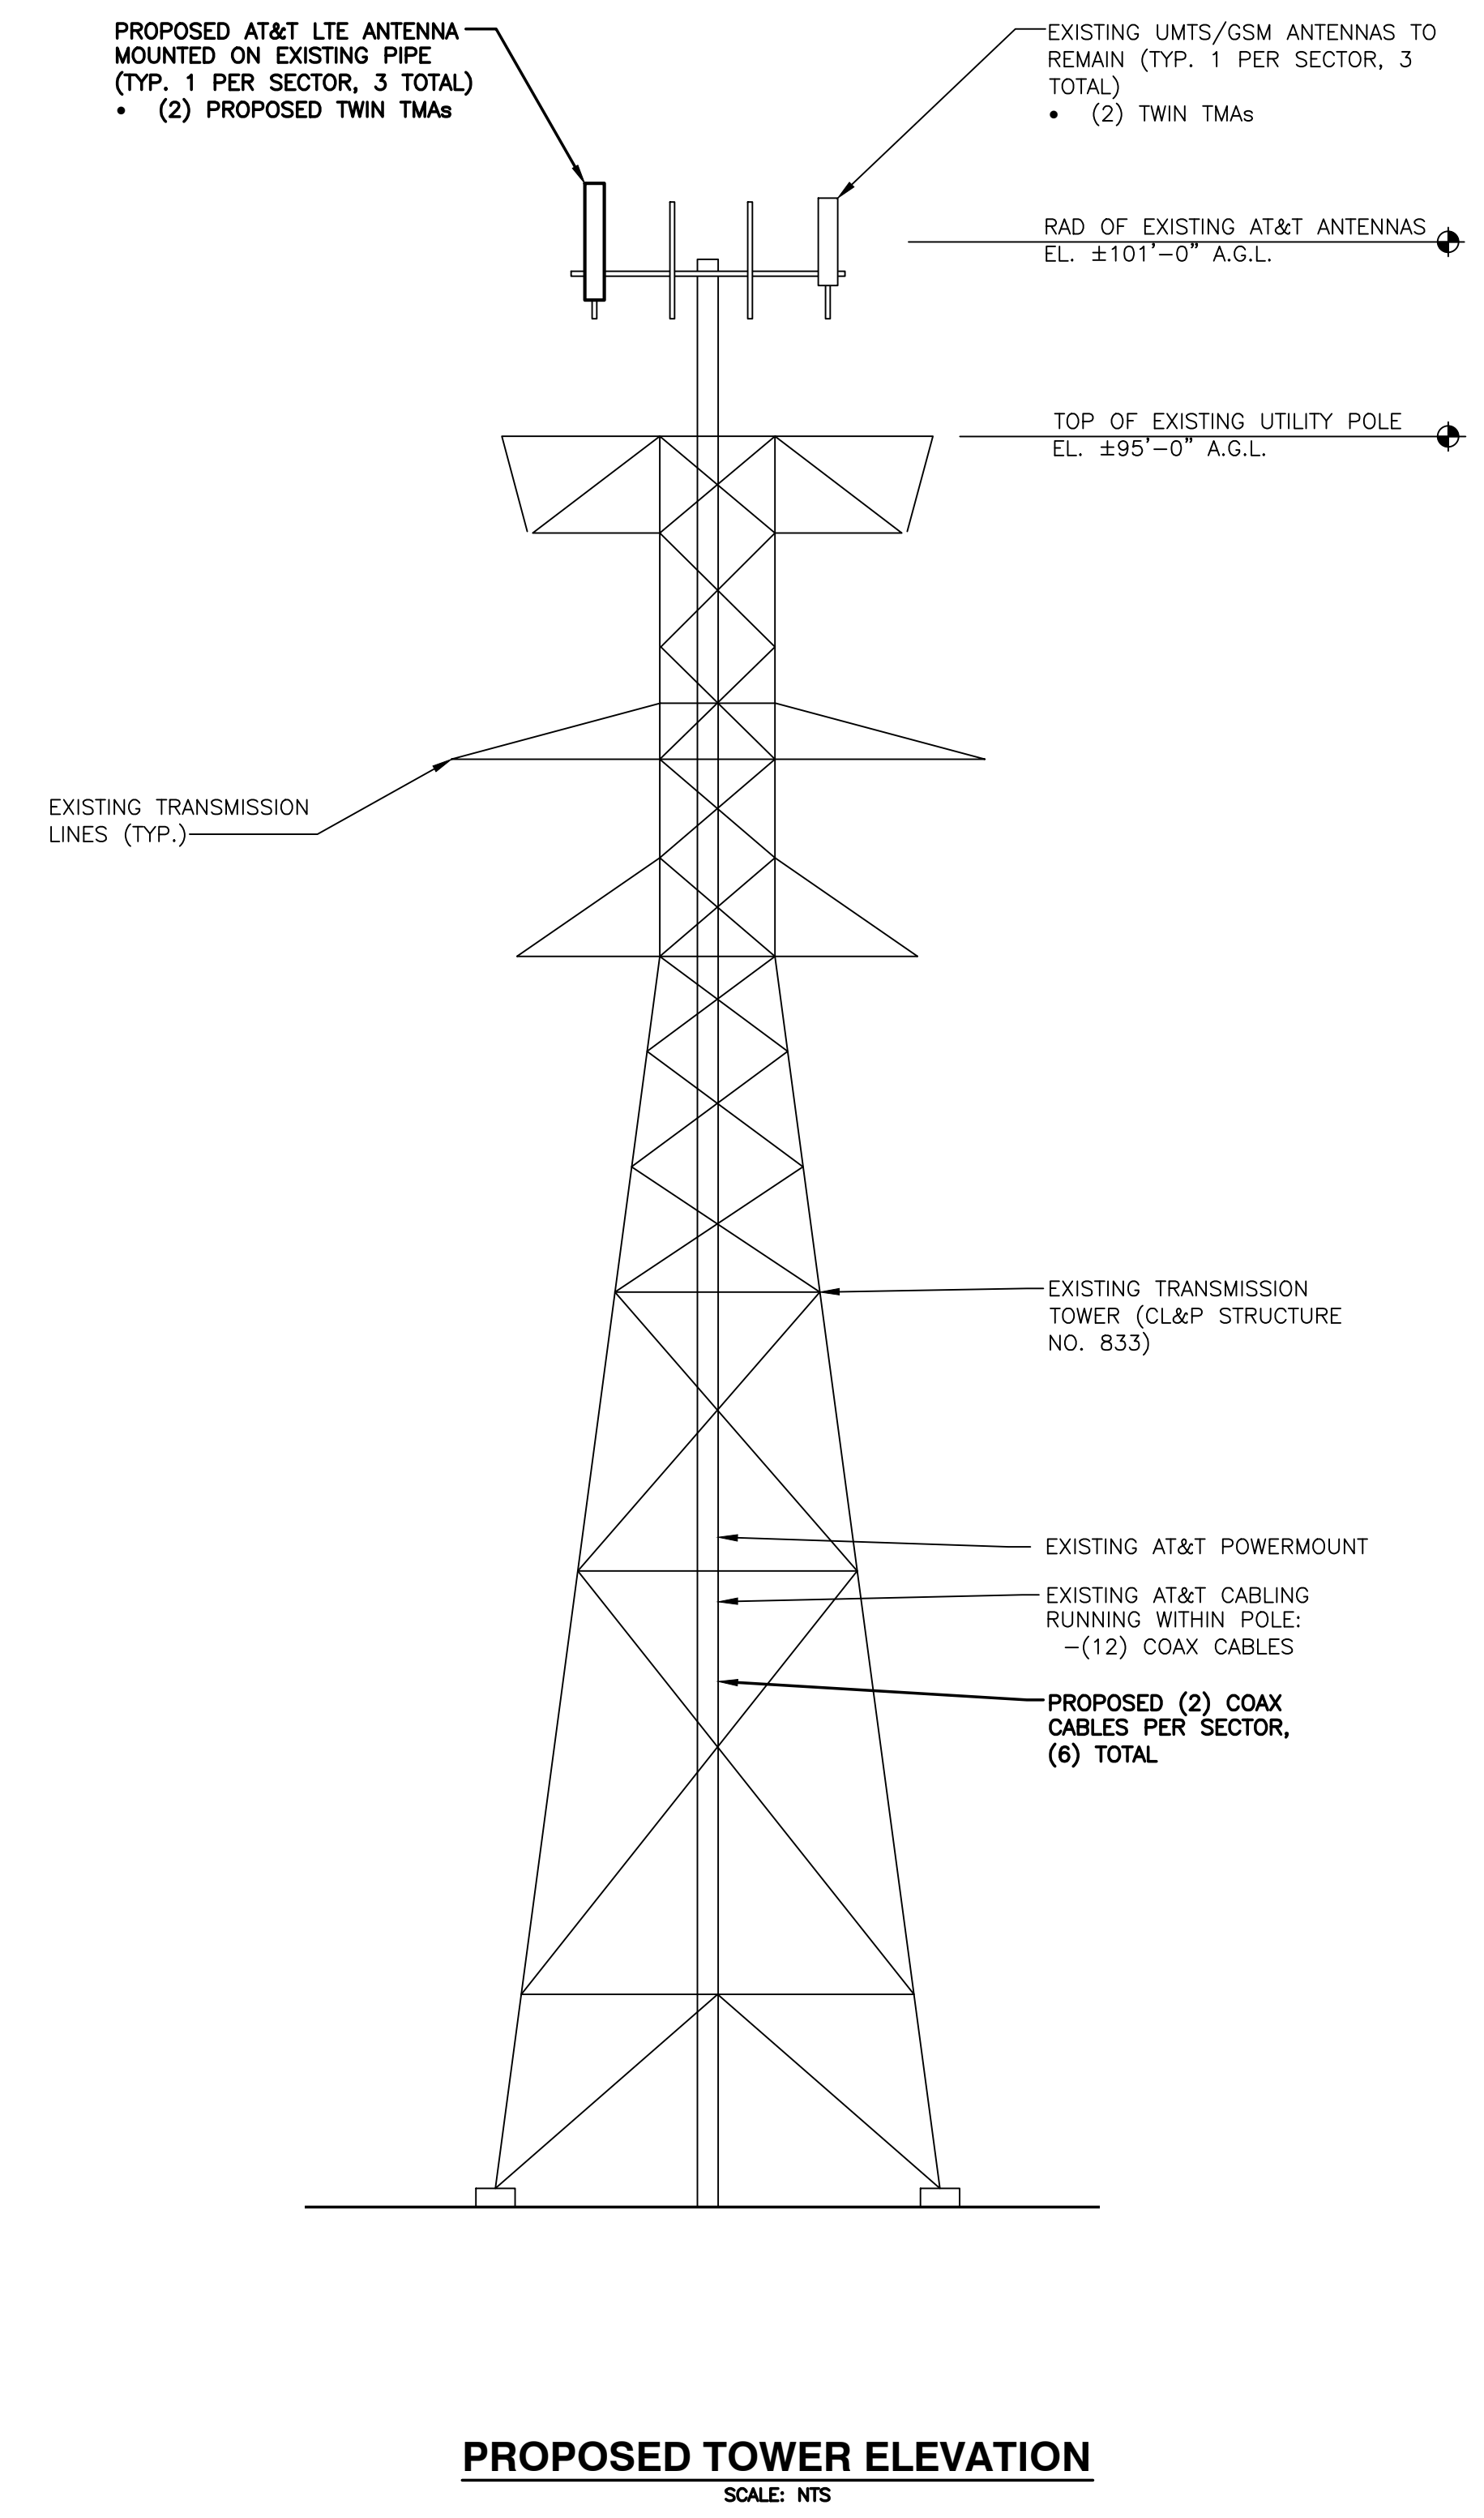 PROPOSED AT&T LTE ANTENNA
MOUNTED ON EXISTING PIPE
(TYP. 1 PER SECTOR, 3 TOTAL)
• (2) PROPOSED TWIN TMAs
EXISTING UMTS/GSM ANTENNAS TO
REMAIN (TYP. 1 PER SECTOR, 3
TOTAL)
• (2) TWIN TMAs
RAD OF EXISTING AT&T ANTENNAS
EL. ±101'-0" A.G.L.
TOP OF EXISTING UTILITY POLE
EL. ±95'-0" A.G.L.
EXISTING TRANSMISSION
LINES (TYP.)
EXISTING TRANSMISSION
TOWER (CL&P STRUCTURE
NO. 833)
EXISTING AT&T POWERMOUNT
EXISTING AT&T CABLING
RUNNING WITHIN POLE:
-(12) COAX CABLES
PROPOSED (2) COAX
CABLES PER SECTOR,
(6) TOTAL
PROPOSED TOWER ELEVATION
SCALE: NTS